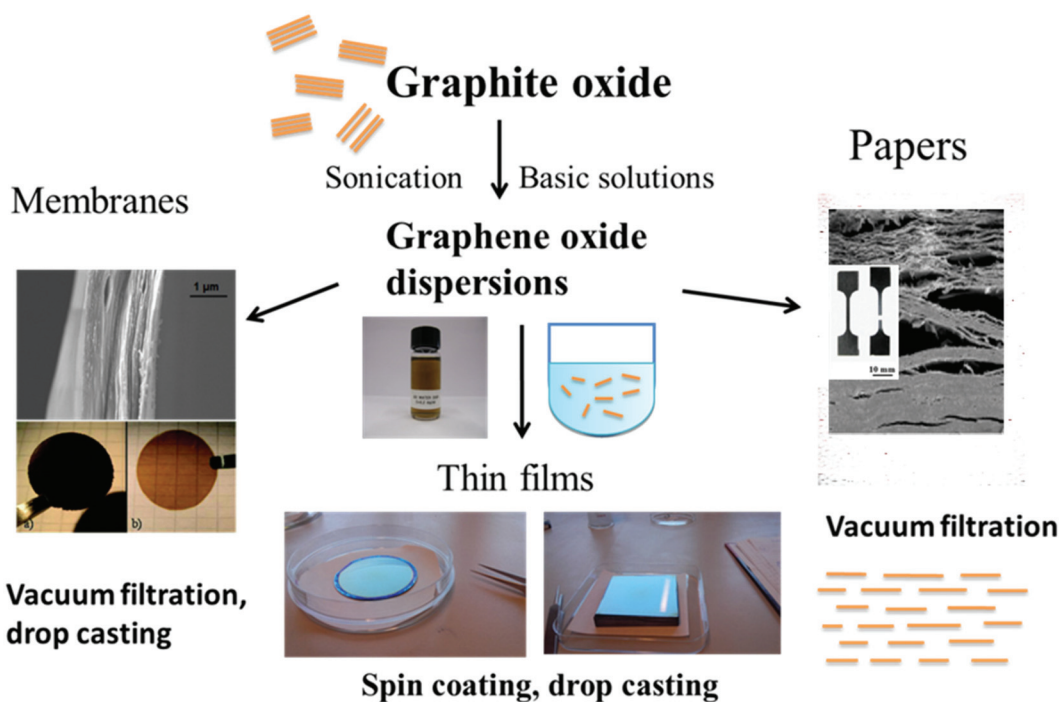 Graphite oxide
Sonication
Basic solutions
Membranes
Papers
Graphene oxide
dispersions
1 µm
10 mm
a)
b)
Thin films
Vacuum filtration,
drop casting
Vacuum filtration
Spin coating, drop casting